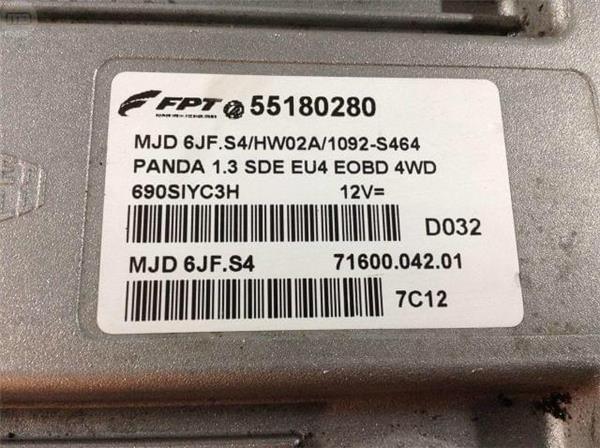 FPT 55180280
MJD 6JF.S4/HW02A/1092-S464
PANDA 1.3 SDE EU4 EOBD 4WD
690SIYC3H 12V=
D032
MJD 6JF.S4 71600.042.01
7C12